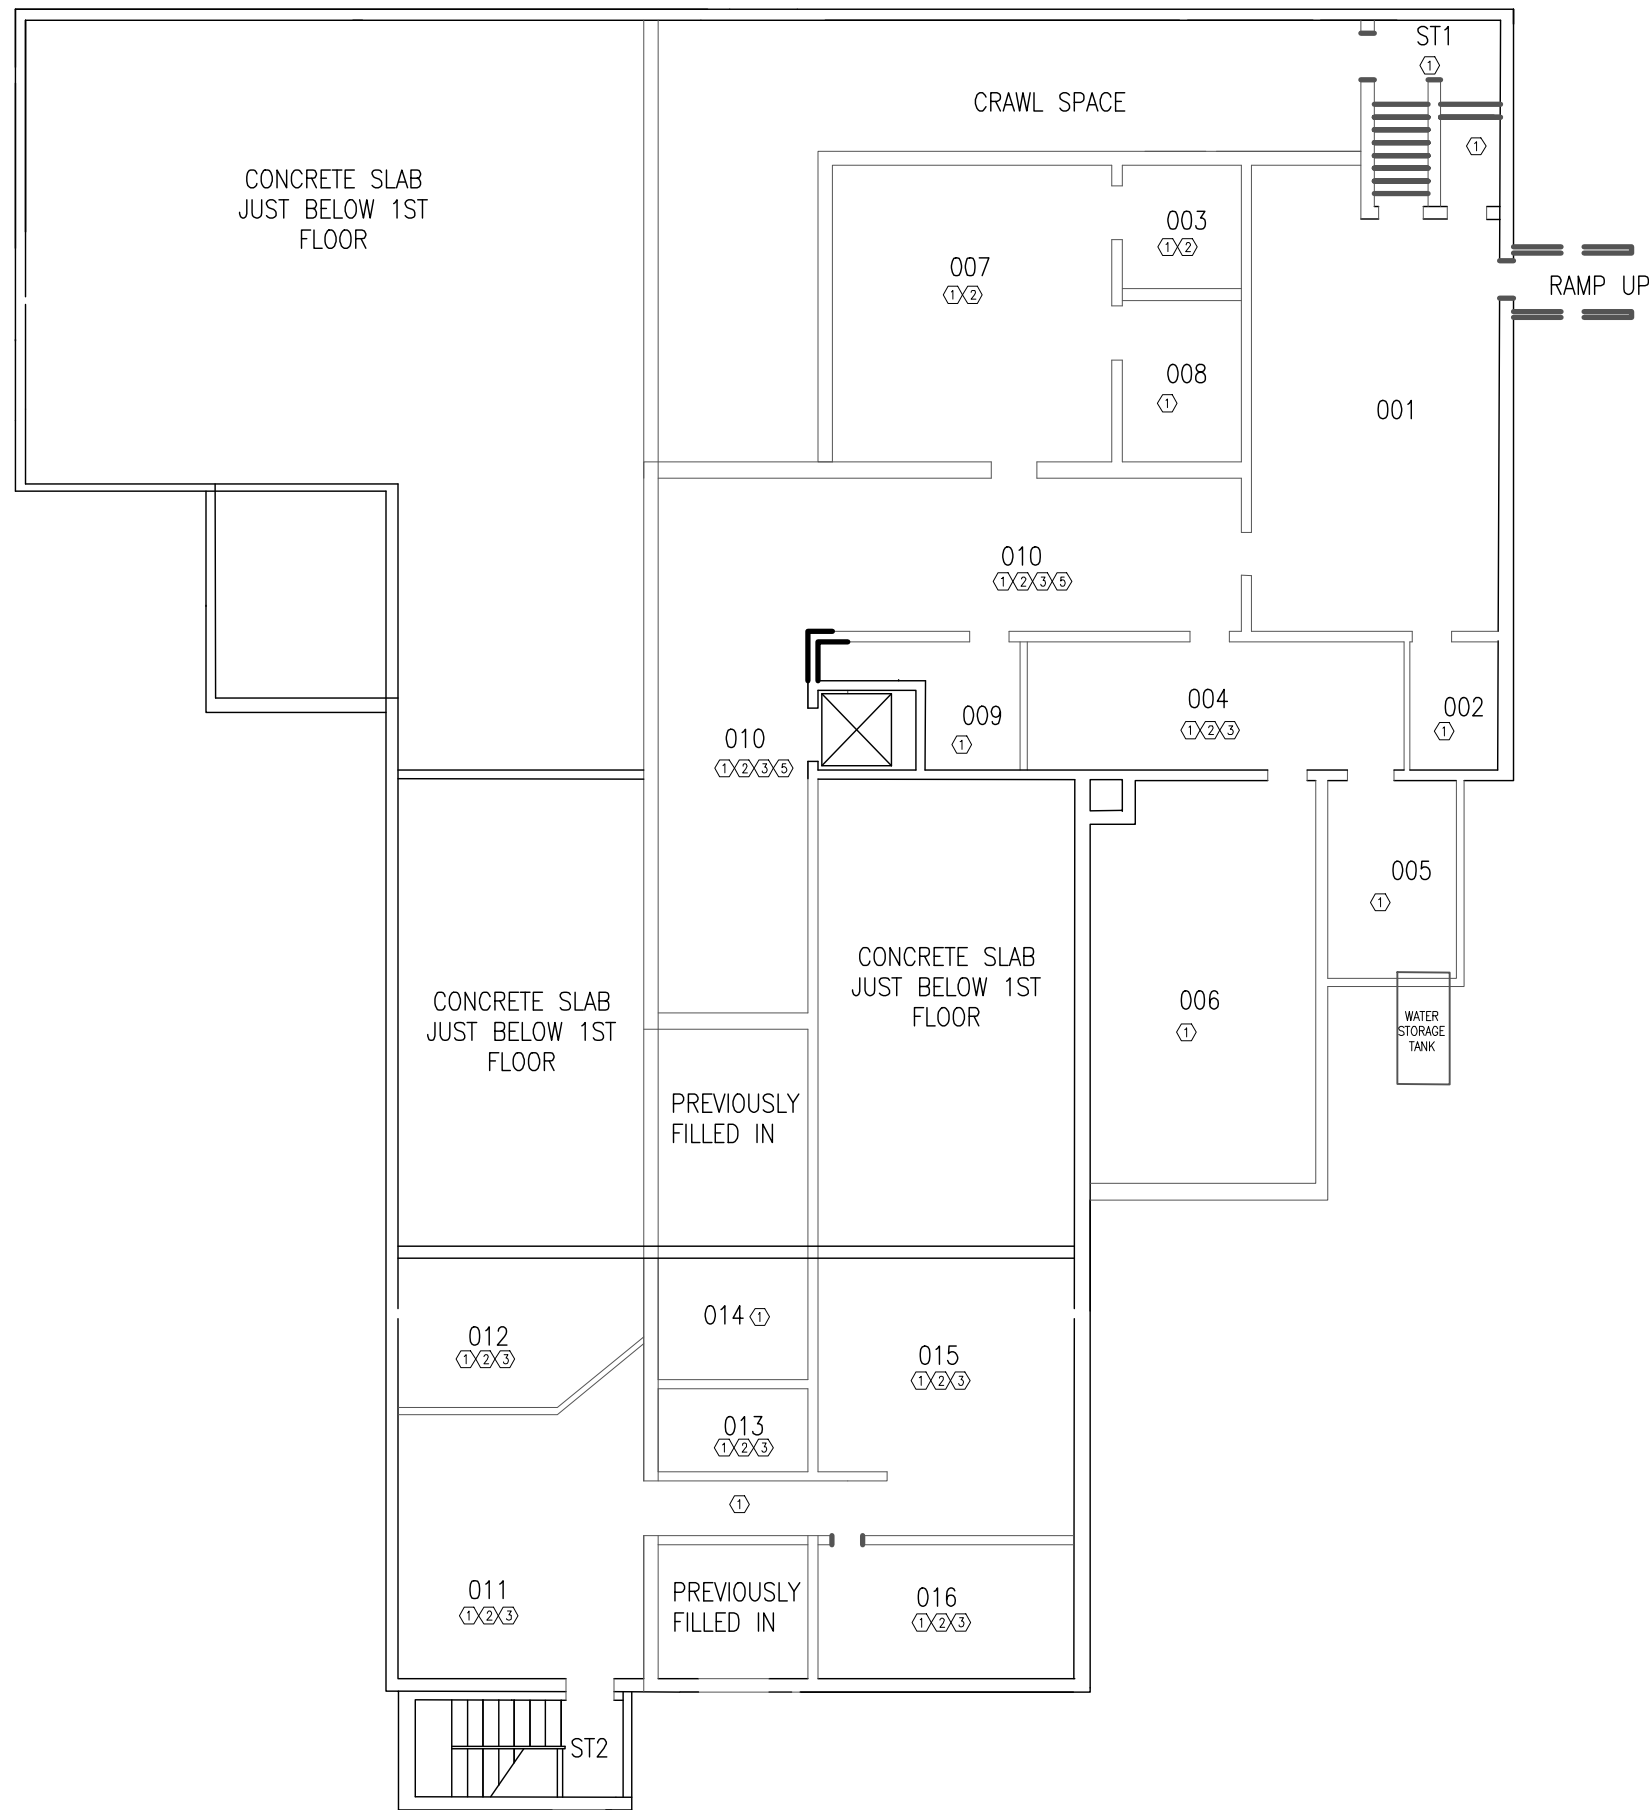 ST1
1
CRAWL SPACE
1
CONCRETE SLAB
JUST BELOW 1ST
FLOOR
003
1 2
007
1 2
RAMP UP
008
1
001
010
1 2 3 5
004
1 2 3
002
1
009
1
010
1 2 3 5
005
1
CONCRETE SLAB
JUST BELOW 1ST
FLOOR
CONCRETE SLAB
JUST BELOW 1ST
FLOOR
006
1
WATER
STORAGE
TANK
PREVIOUSLY
FILLED IN
014 1
012
1 2 3
015
1 2 3
013
1 2 3
1
011
1 2 3
PREVIOUSLY
FILLED IN
016
1 2 3
ST2